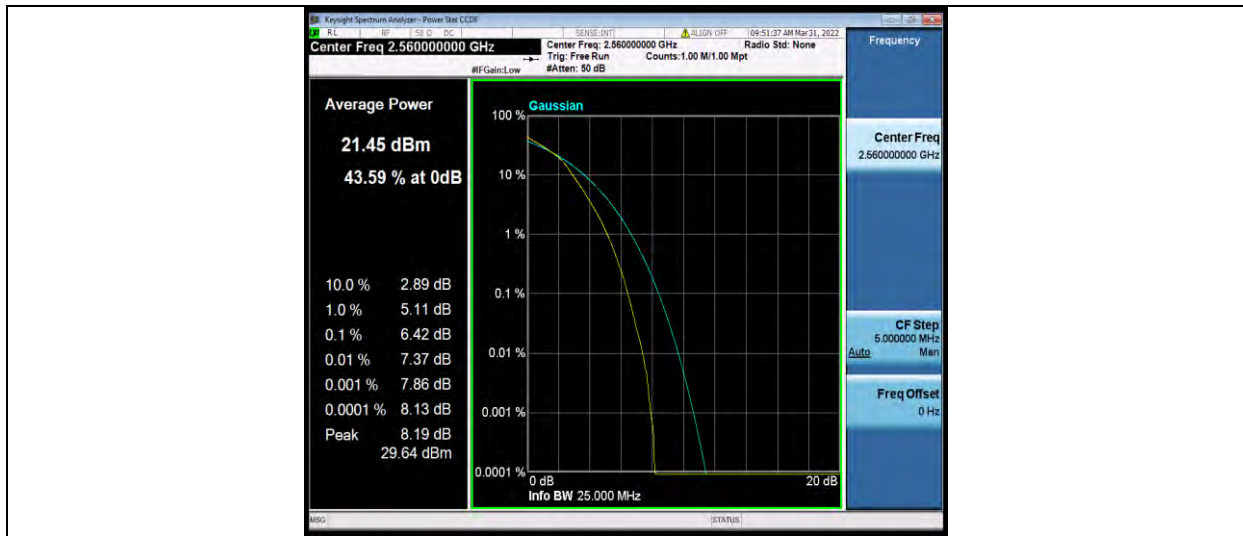 Keysight Spectrum Analyzer - Power Stat CCDF
RL RF 50 Ω DC SENSE:INT ALIGN OFF 09:51:37 AM Mar 31, 2022
Center Freq 2.560000000 GHz
Center Freq: 2.560000000 GHz Radio Std: None
Trig: Free Run Counts:1.00 M/1.00 Mpt
#IFGain:Low #Atten: 50 dB
Frequency
Average Power
21.45 dBm
43.59 % at 0dB
10.0 % 2.89 dB
1.0 % 5.11 dB
0.1 % 6.42 dB
0.01 % 7.37 dB
0.001 % 7.86 dB
0.0001 % 8.13 dB
Peak 8.19 dB
29.64 dBm
Gaussian
100 %
10 %
1 %
0.1 %
0.01 %
0.001 %
0.0001 %
0 dB 20 dB
Info BW 25.000 MHz
Center Freq
2.560000000 GHz
CF Step
5.000000 MHz
Auto Man
Freq Offset
0 Hz
MSG STATUS